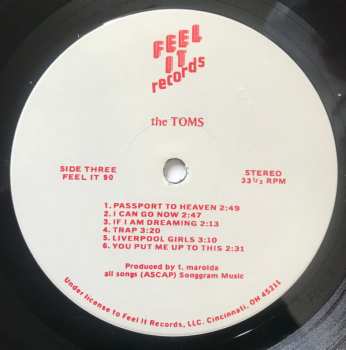 FEEL
IT
records
the TOMS
SIDE THREE
FEEL IT 90
STEREO
33⅓ RPM
1. PASSPORT TO HEAVEN 2:49
2. I CAN GO NOW 2:47
3. IF I AM DREAMING 2:13
4. TRAP 3:20
5. LIVERPOOL GIRLS 3:10
6. YOU PUT ME UP TO THIS 2:31
Produced by t. marolda
all songs (ASCAP) Songgram Music
Under license to Feel It Records, LLC. Cincinnati, OH 45211